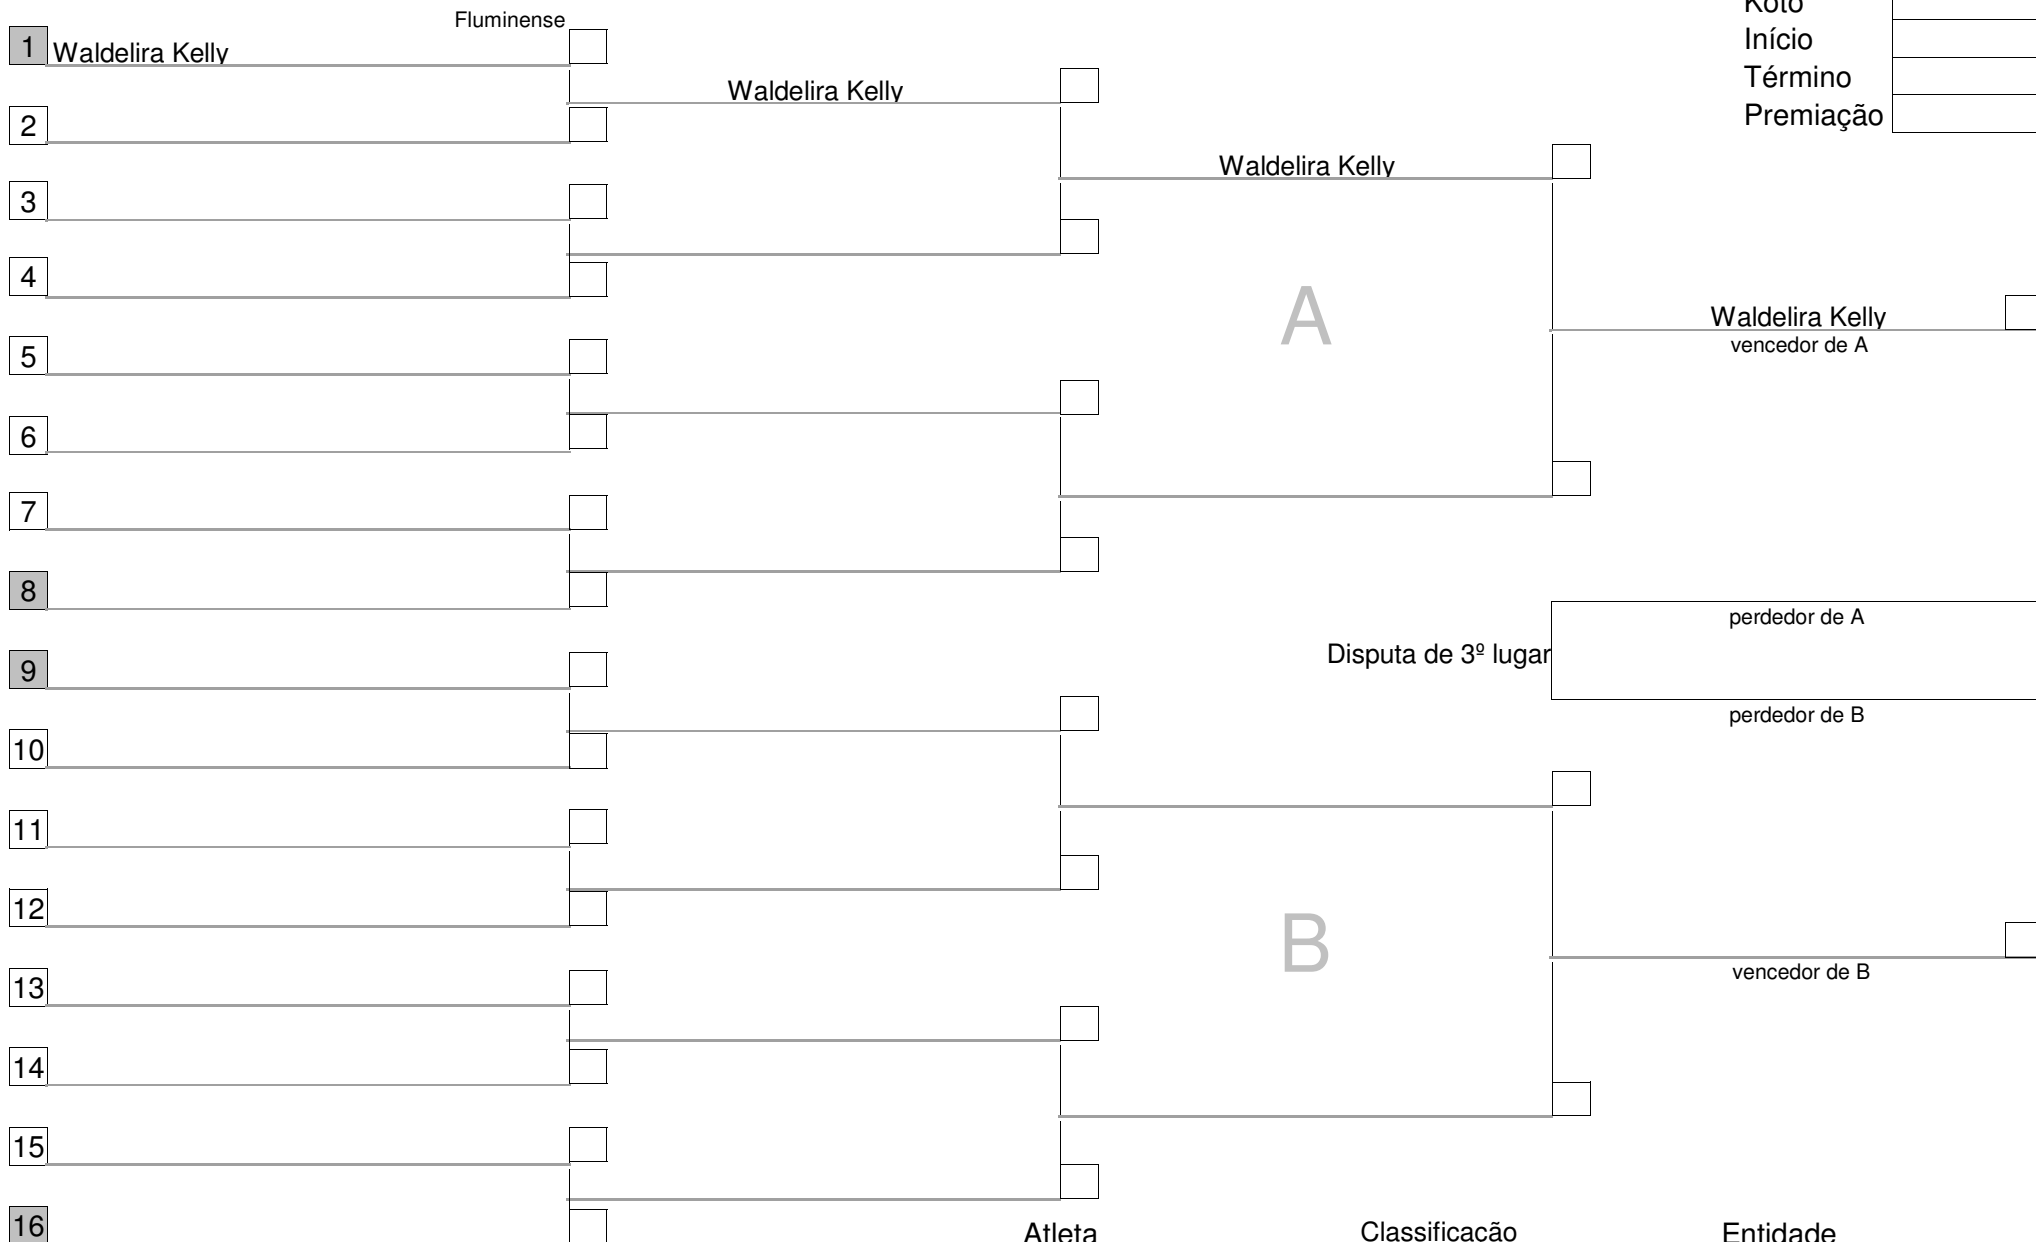 Fluminense
Koto
1 Waldelira Kelly
Início
Término
Waldelira Kelly
Premiação
2
Waldelira Kelly
3
4
A
Waldelira Kelly
vencedor de A
5
6
7
8
perdedor de A
Disputa de 3º lugar
9
perdedor de B
10
11
12
B
vencedor de B
13
14
15
16
Atleta Classificacão Entidade